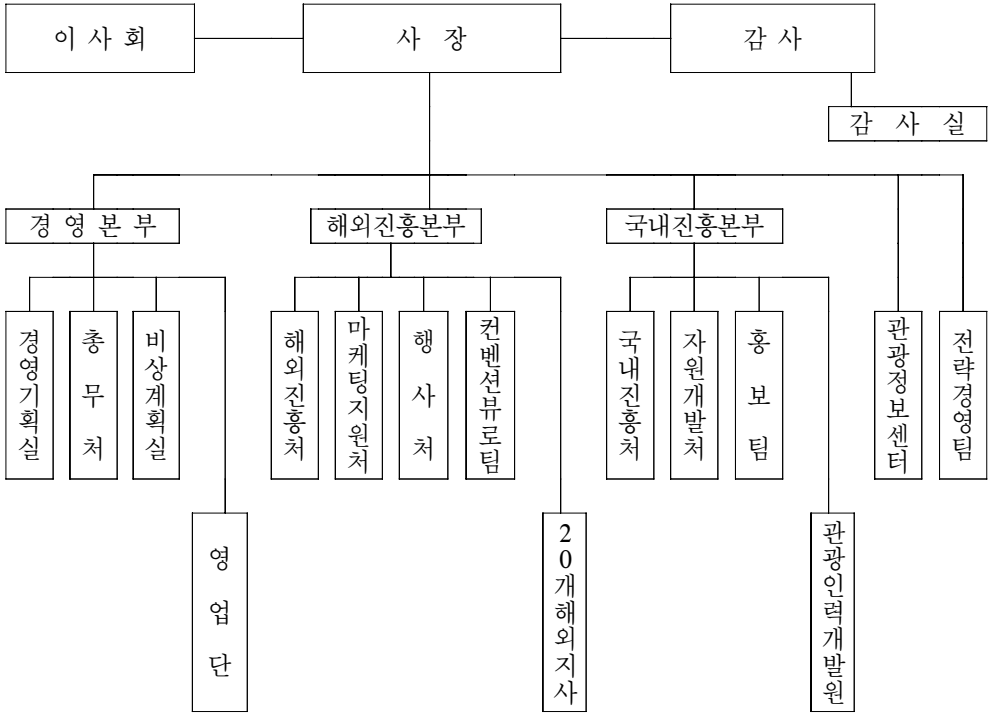 이 사 회
사 장
감 사
감 사 실
경 영 본 부
해외진흥본부
국내진흥본부
경영기획실
총무처
비상계획실
해외진흥처
마케팅지원처
행사처
컨벤션뷰로팀
국내진흥처
자원개발처
홍보팀
관광정보센터
전략경영팀
영업단
20개해외지사
관광인력개발원